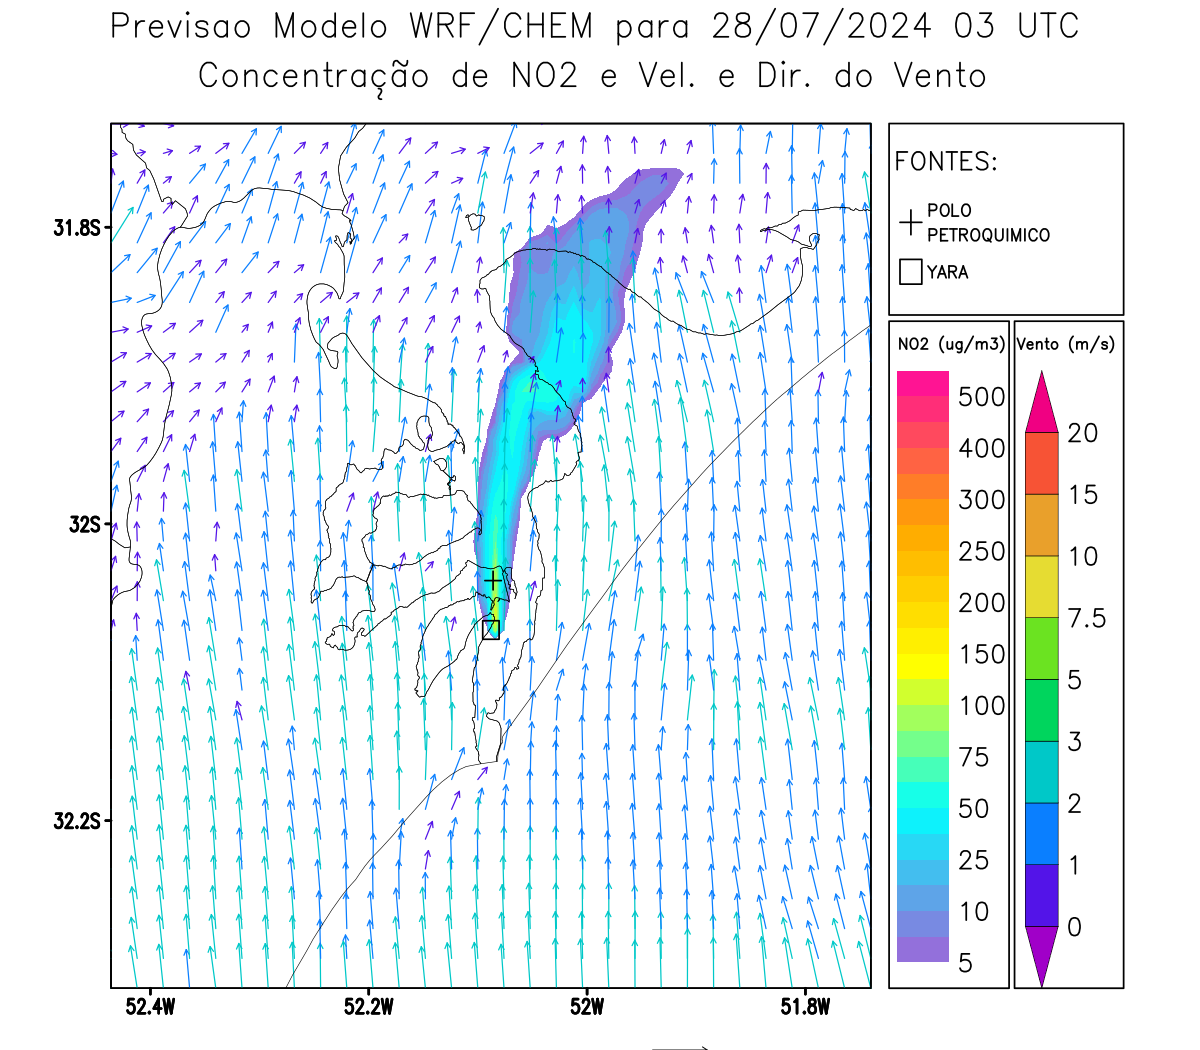 Previsao Modelo WRF/CHEM para 28/07/2024 03 UTC
Concentração de NO2 e Vel. e Dir. do Vento
FONTES:
POLO
PETROQUIMICO
YARA
NO2 (ug/m3)
500
400
300
250
200
150
100
75
50
25
10
5
Vento (m/s)
20
15
10
7.5
5
3
2
1
0
31.8S
32S
32.2S
52.4W
52.2W
52W
51.8W